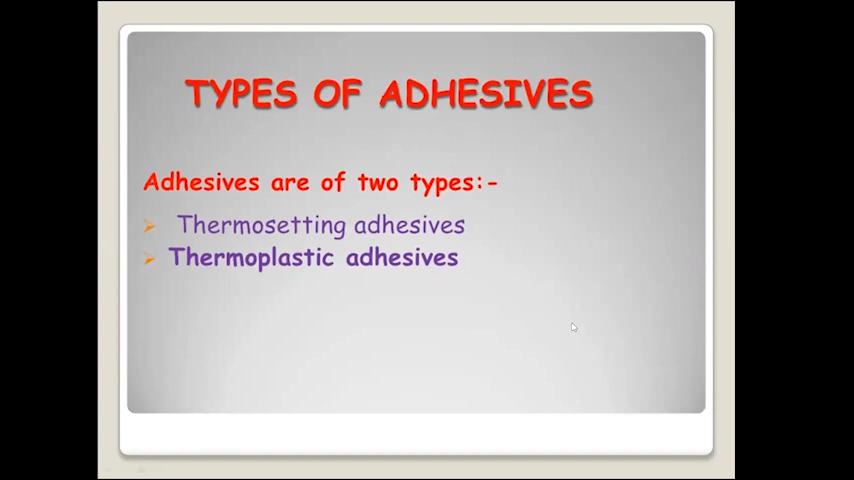 TYPES OF ADHESIVES
Adhesives are of two types:-
Thermosetting adhesives
Thermoplastic adhesives